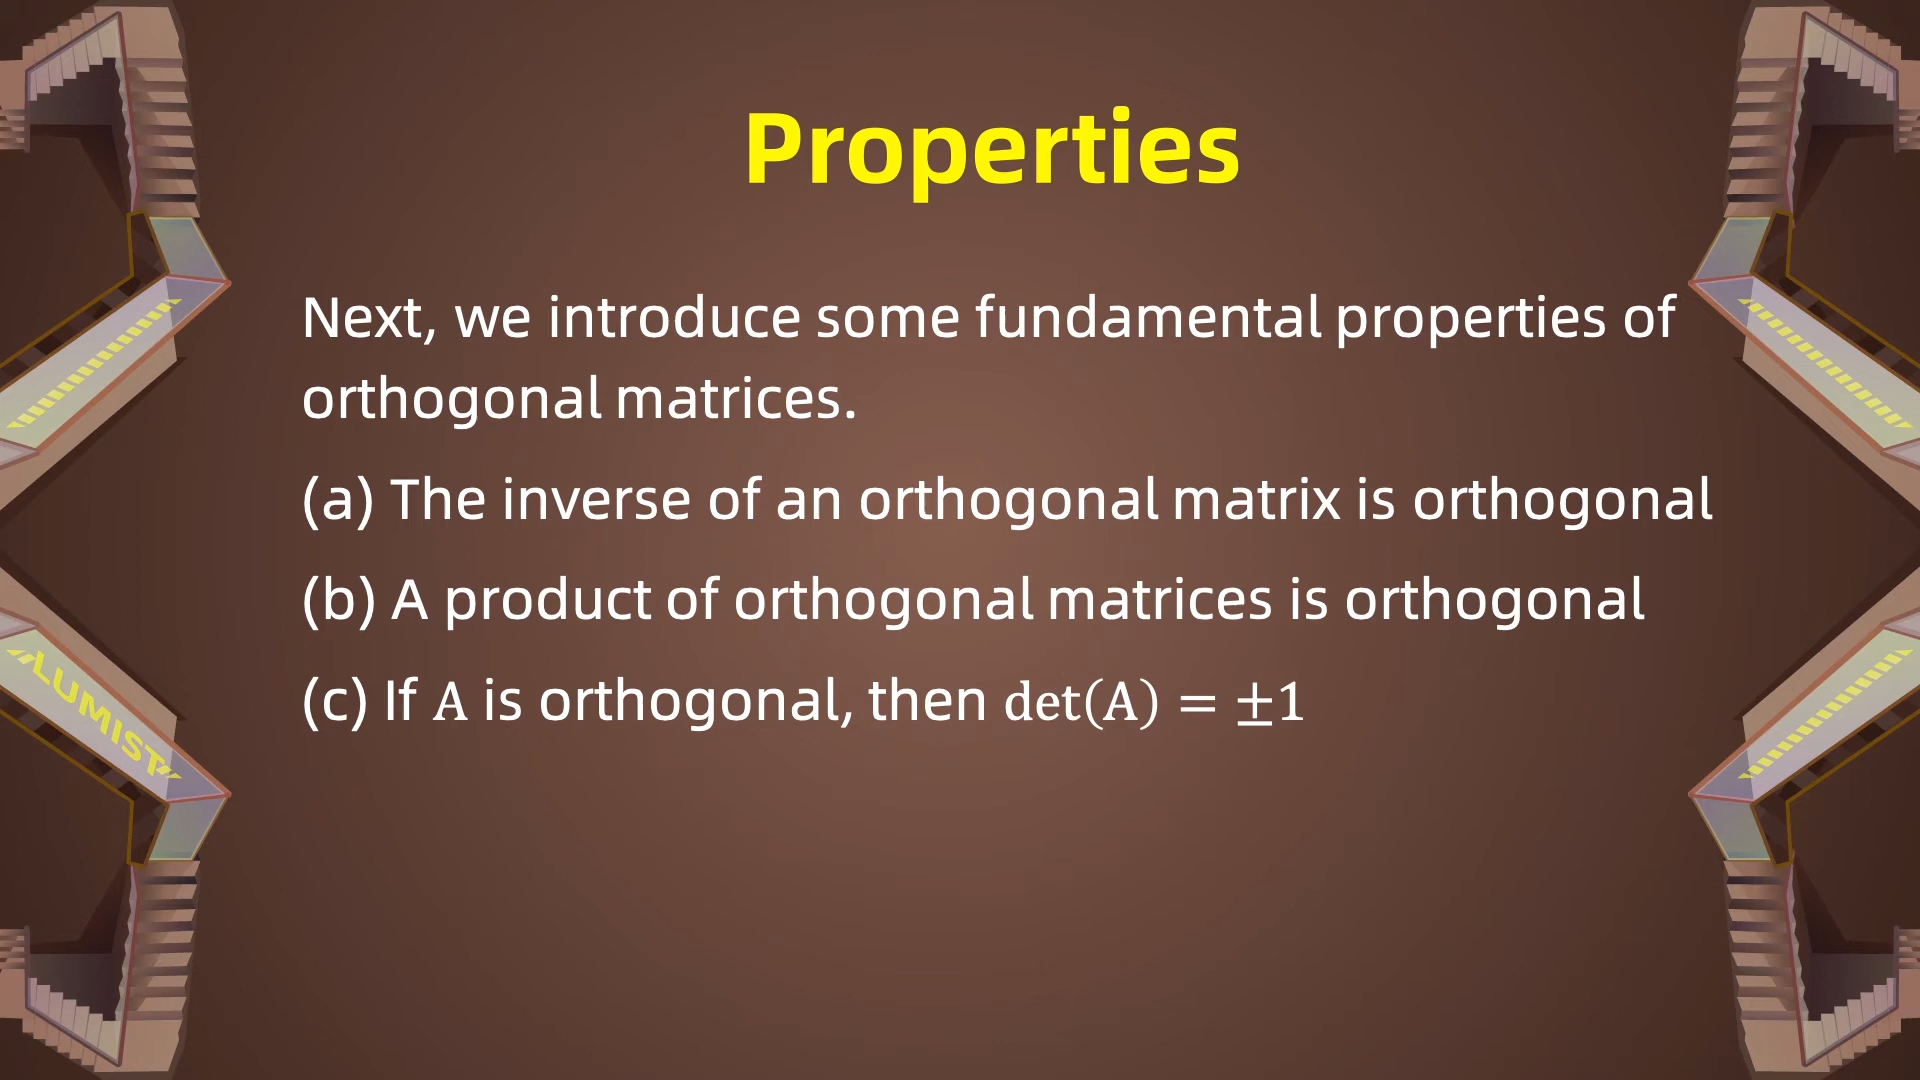 Properties
Next, we introduce some fundamental properties of
orthogonal matrices.
(a) The inverse of an orthogonal matrix is orthogonal
(b) A product of orthogonal matrices is orthogonal
(c) If A is orthogonal, then det(A) = ±1
LUMIST